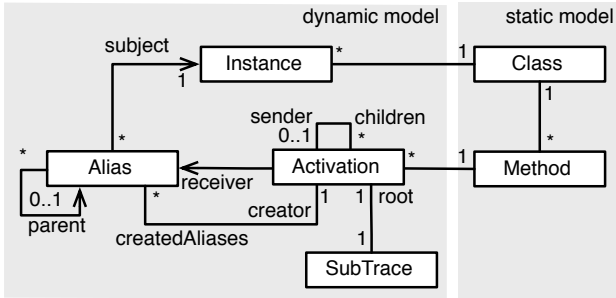 dynamic model
static model
subject
Instance
*
1
Class
1
1
sender
children
0..1
*
*
*
*
Alias
receiver
Activation
*
1
Method
0..1
parent
*
createdAliases
creator
1
1
root
1
SubTrace